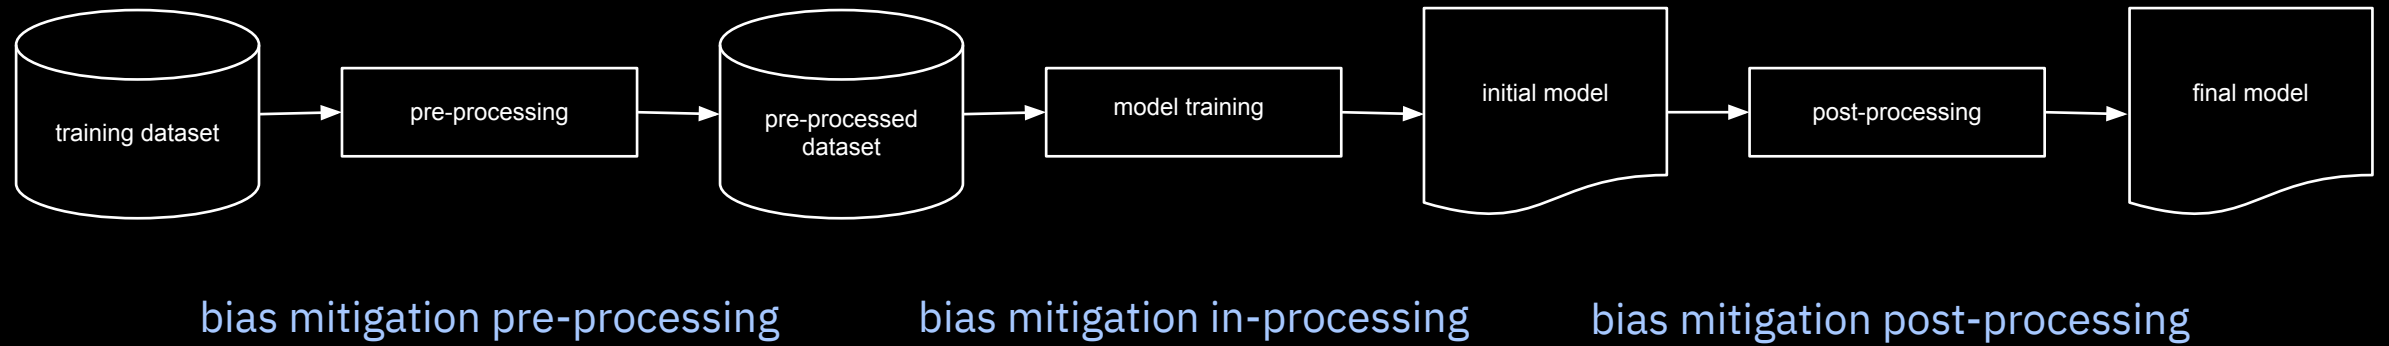 training dataset
pre-processing
pre-processed
dataset
model training
initial model
post-processing
final model
bias mitigation pre-processing
bias mitigation in-processing
bias mitigation post-processing